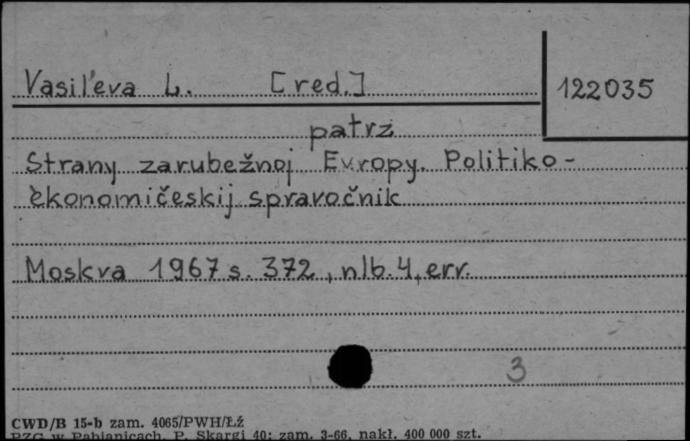 Vasil'eva L. [red.] 122035
patrz
Strany zarubežnoj Evropy. Politiko-
èkonomičeskij spravočnik
Moskva 1967 s. 372, nlb. 4, err.
3
CWD/B 15-b zam. 4065/PWH/Łź
PZG w Pabianicach, P. Skargi 40; zam. 3-66, nakł. 400 000 szt.